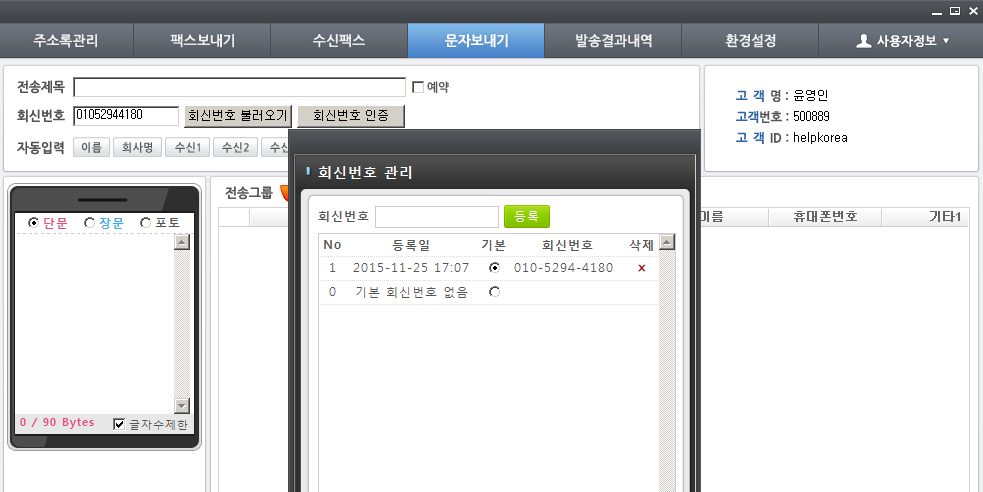 주소록관리 팩스보내기 수신팩스 문자보내기 발송결과내역 환경설정 사용자정보
전송제목 예약
회신번호 01052944180 회신번호 불러오기 회신번호 인증
자동입력 이름 회사명 수신1 수신2
고 객 명 : 윤영인
고객번호 : 500889
고 객 ID : helpkorea
단문 장문 포토
0 / 90 Bytes 글자수제한
전송그룹
이름 휴대폰번호 기타1
회신번호 관리
회신번호 등록
No 등록일 기본 회신번호 삭제
1 2015-11-25 17:07 010-5294-4180 x
0 기본 회신번호 없음